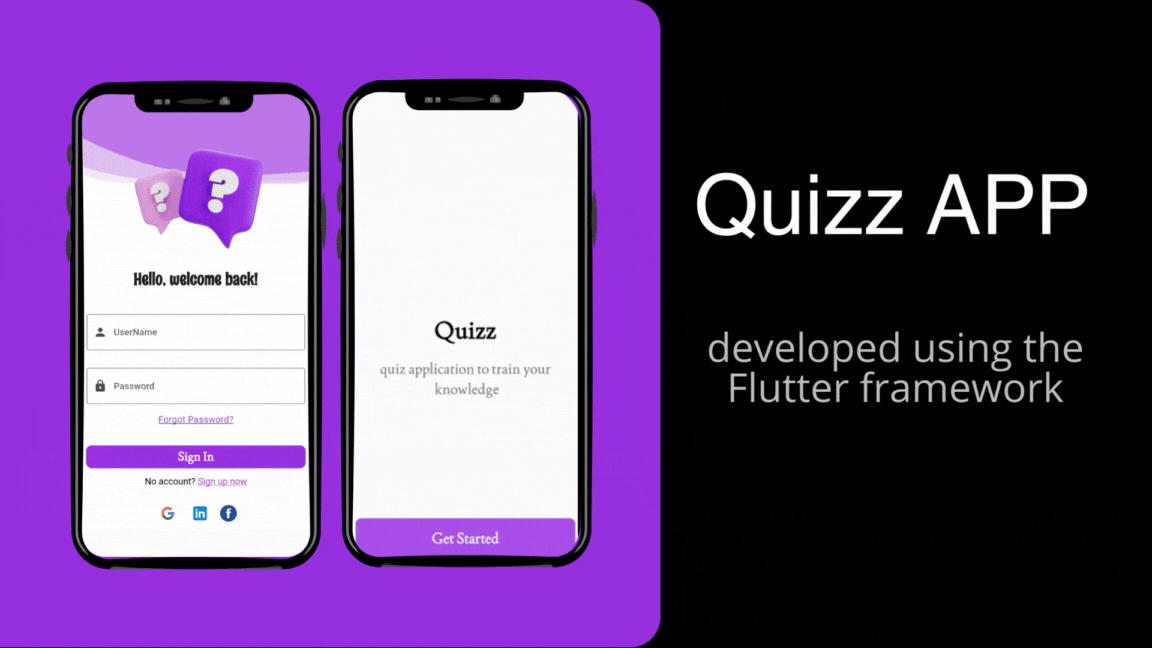 Hello, welcome back!
UserName
Password
Forgot Password?
Sign In
No account? Sign up now
G in f
Quizz
quiz application to train your
knowledge
Get Started
Quizz APP
developed using the
Flutter framework